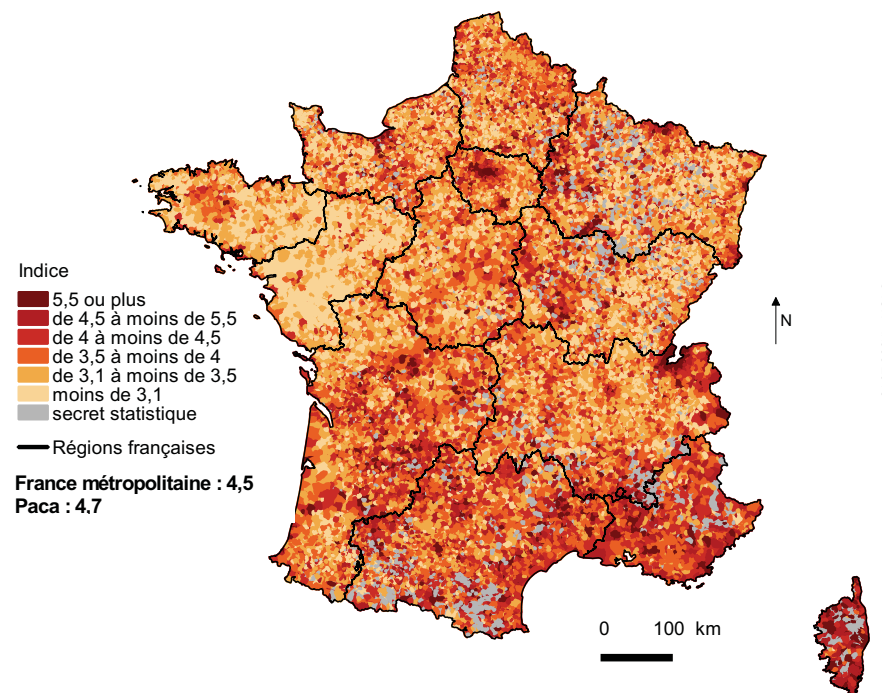 Indice
5,5 ou plus
de 4,5 à moins de 5,5
de 4 à moins de 4,5
de 3,5 à moins de 4
de 3,1 à moins de 3,5
moins de 3,1
secret statistique
Régions françaises
France métropolitaine : 4,5
Paca : 4,7
N
0 100 km